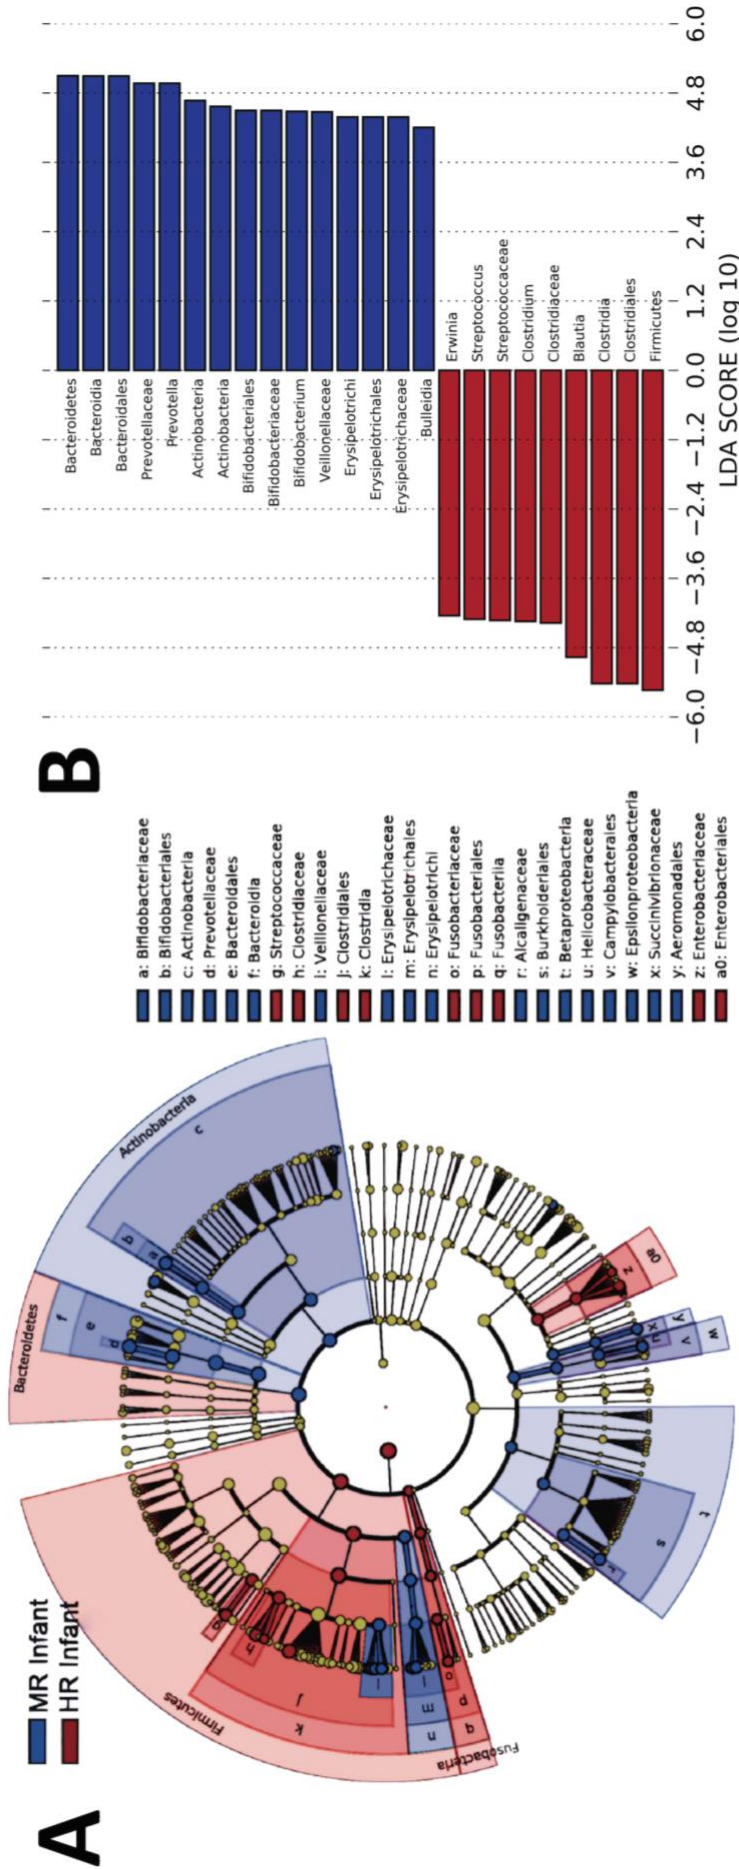 A
MR Infant
HR Infant
Actinobacteria
Bacteroidetes
Firmicutes
Fusobacteria
c
b
a
f
e
d
g
h
i
j
k
l
m
n
o
p
q
z
a0
x
u
y
v
w
t
s
r
a: Bifidobacteriaceae
b: Bifidobacteriales
c: Actinobacteria
d: Prevotellaceae
e: Bacteroidales
f: Bacteroidia
g: Streptococcaceae
h: Clostridiaceae
i: Veillonellaceae
j: Clostridiales
k: Clostridia
l: Erysipelotrichaceae
m: Erysipelotrichales
n: Erysipelotrichi
o: Fusobacteriaceae
p: Fusobacteriales
q: Fusobacteriia
r: Alcaligenaceae
s: Burkholderiales
t: Betaproteobacteria
u: Helicobacteraceae
v: Campylobacterales
w: Epsilonproteobacteria
x: Succinivibrionaceae
y: Aeromonadales
z: Enterobacteriaceae
a0: Enterobacteriales
B
Bacteroidetes
Bacteroidia
Bacteroidales
Prevotellaceae
Prevotella
Actinobacteria
Actinobacteria
Bifidobacteriales
Bifidobacteriaceae
Bifidobacterium
Veillonellaceae
Erysipelotrichi
Erysipelotrichales
Erysipelotrichaceae
Bulleidia
Erwinia
Streptococcus
Streptococcaceae
Clostridium
Clostridiaceae
Blautia
Clostridia
Clostridiales
Firmicutes
−6.0 −4.8 −3.6 −2.4 −1.2 0.0 1.2 2.4 3.6 4.8 6.0
LDA SCORE (log 10)